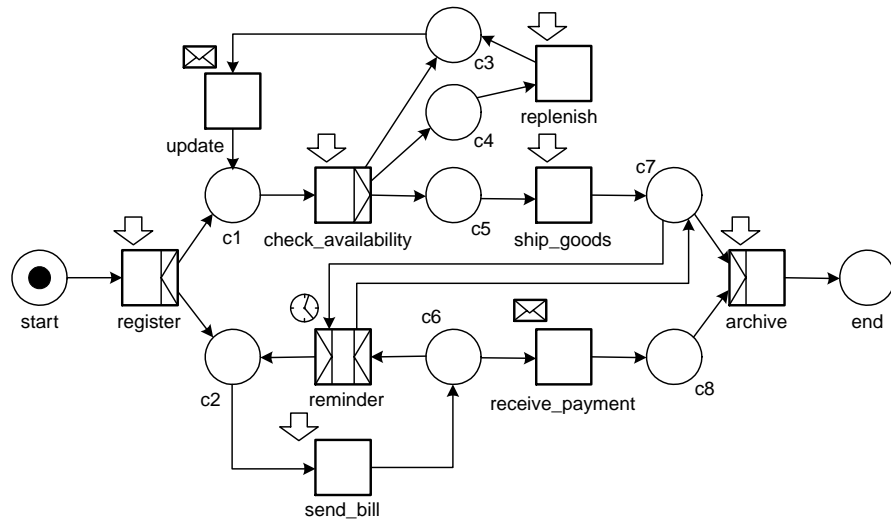 c3
replenish
c4
update
c7
c1
check_availability
c5
ship_goods
start
register
archive
end
c6
c2
reminder
receive_payment
c8
send_bill